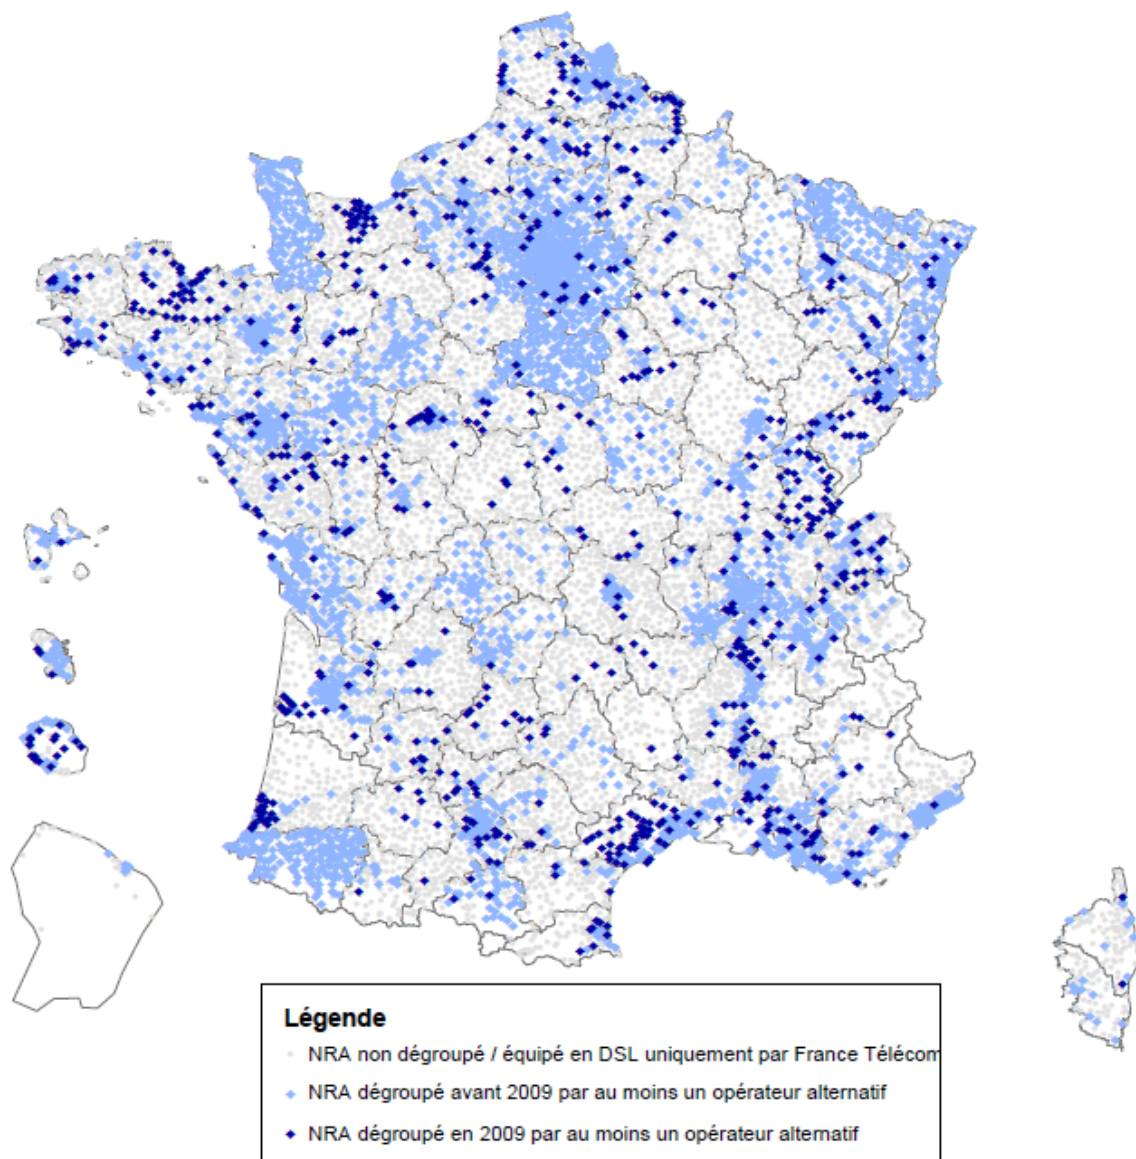 Légende
NRA non dégroupé / équipé en DSL uniquement par France Télécom
NRA dégroupé avant 2009 par au moins un opérateur alternatif
NRA dégroupé en 2009 par au moins un opérateur alternatif